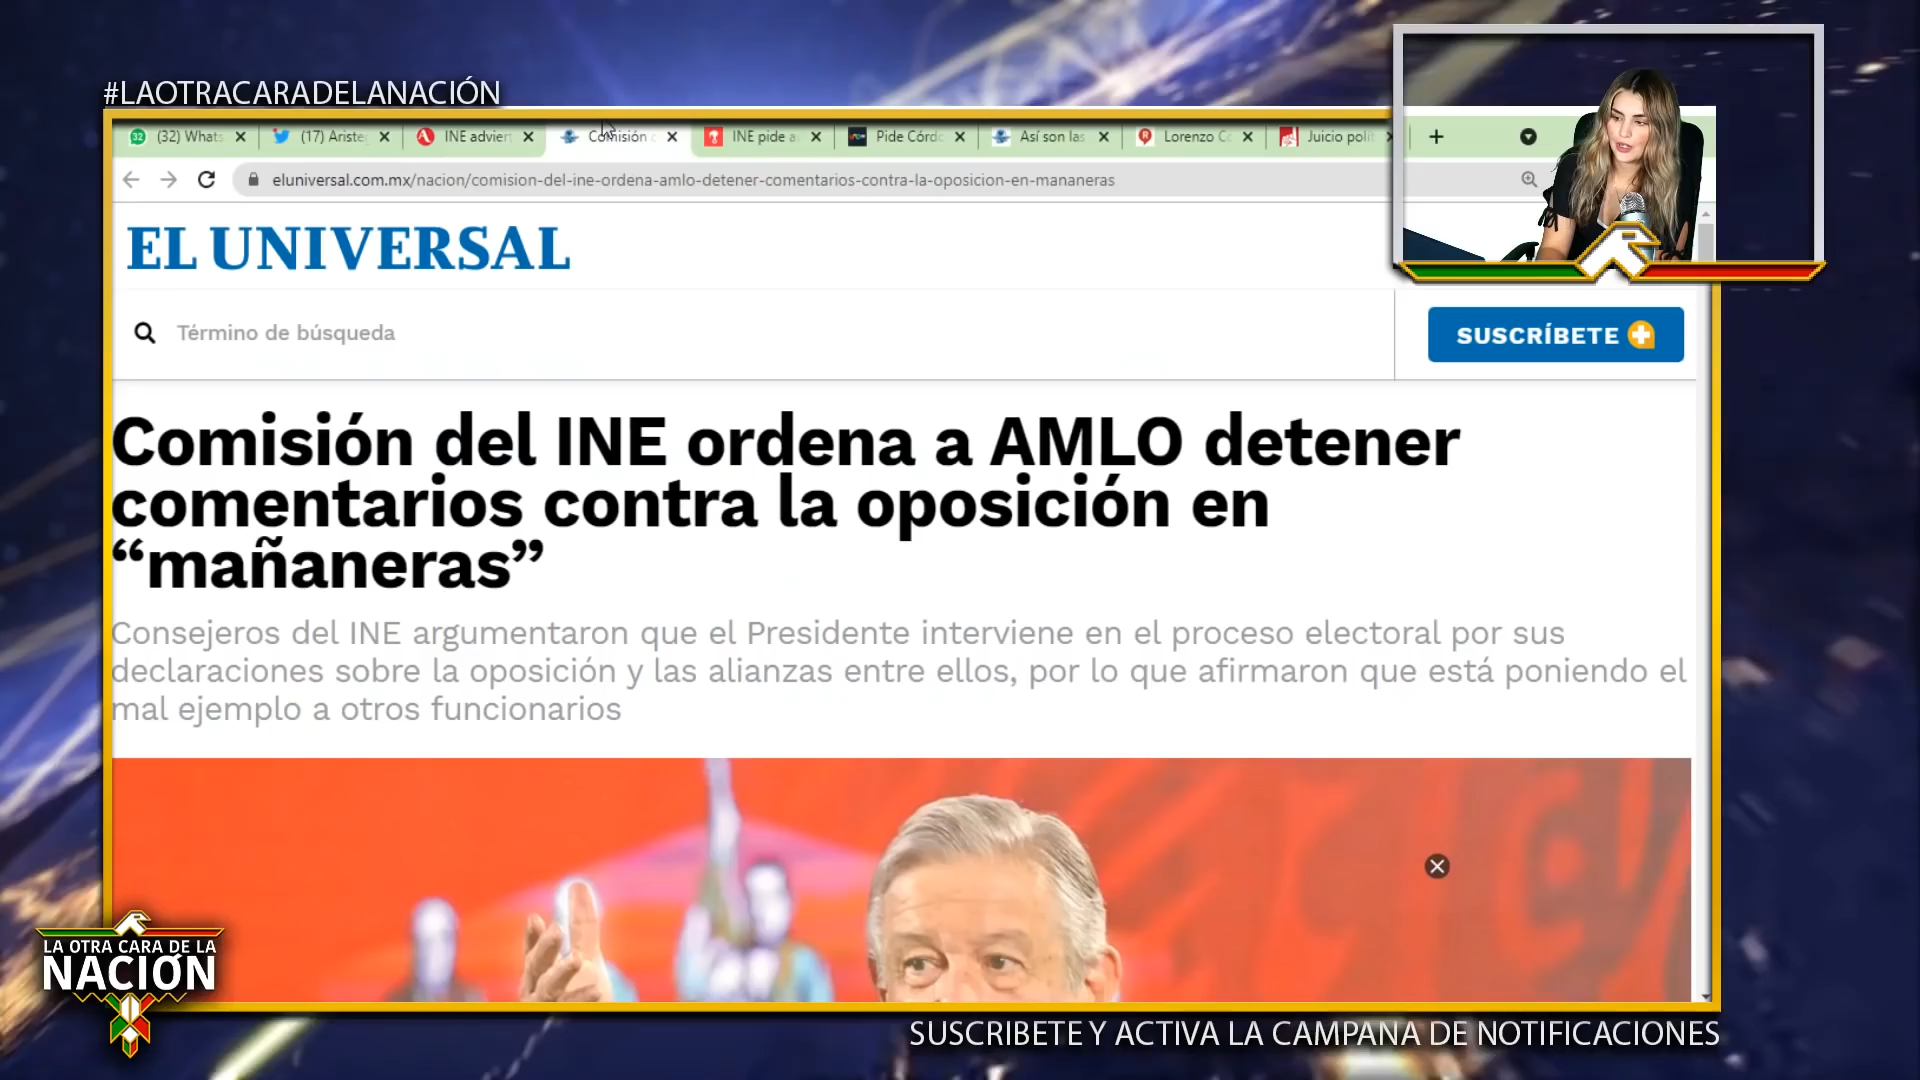 #LAOTRACARADELANACIÓN
(32) Whats
(17) Ariste
INE advier
Comisión
INE pide a
Pide Córdo
Así son las
Lorenzo Có
Juicio polít
eluniversal.com.mx/nacion/comision-del-ine-ordena-amlo-detener-comentarios-contra-la-oposicion-en-mananeras
EL UNIVERSAL
Término de búsqueda
SUSCRÍBETE
Comisión del INE ordena a AMLO detener
comentarios contra la oposición en
“mañaneras”
Consejeros del INE argumentaron que el Presidente interviene en el proceso electoral por sus
declaraciones sobre la oposición y las alianzas entre ellos, por lo que afirmaron que está poniendo el
mal ejemplo a otros funcionarios
LA OTRA CARA DE LA
NACIÓN
SUSCRIBETE Y ACTIVA LA CAMPANA DE NOTIFICACIONES